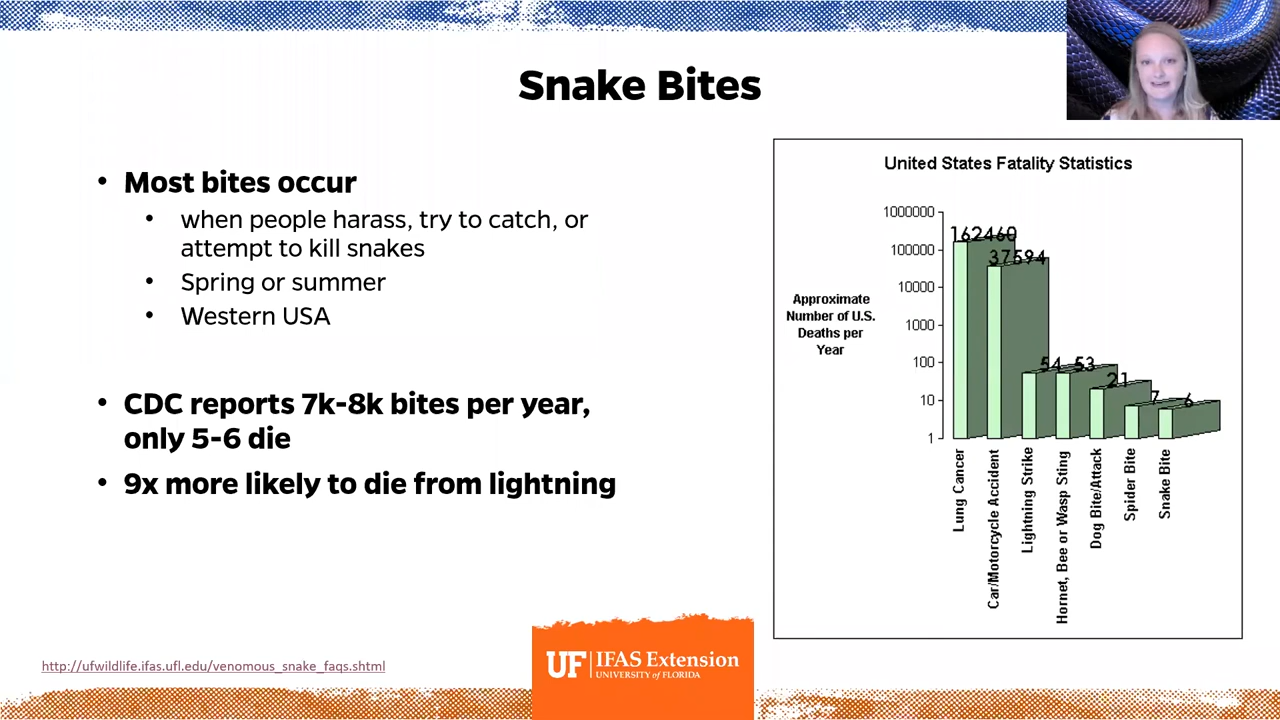 Snake Bites
• Most bites occur
• when people harass, try to catch, or
attempt to kill snakes
• Spring or summer
• Western USA
• CDC reports 7k-8k bites per year,
only 5-6 die
• 9x more likely to die from lightning
United States Fatality Statistics
Approximate
Number of U.S.
Deaths per
Year
1000000
100000
10000
1000
100
10
1
162460
37594
54
53
21
7
6
Lung Cancer
Car/Motorcycle Accident
Lightning Strike
Hornet, Bee or Wasp Sting
Dog Bite/Attack
Spider Bite
Snake Bite
http://ufwildlife.ifas.ufl.edu/venomous_snake_faqs.shtml
UF IFAS Extension
UNIVERSITY of FLORIDA